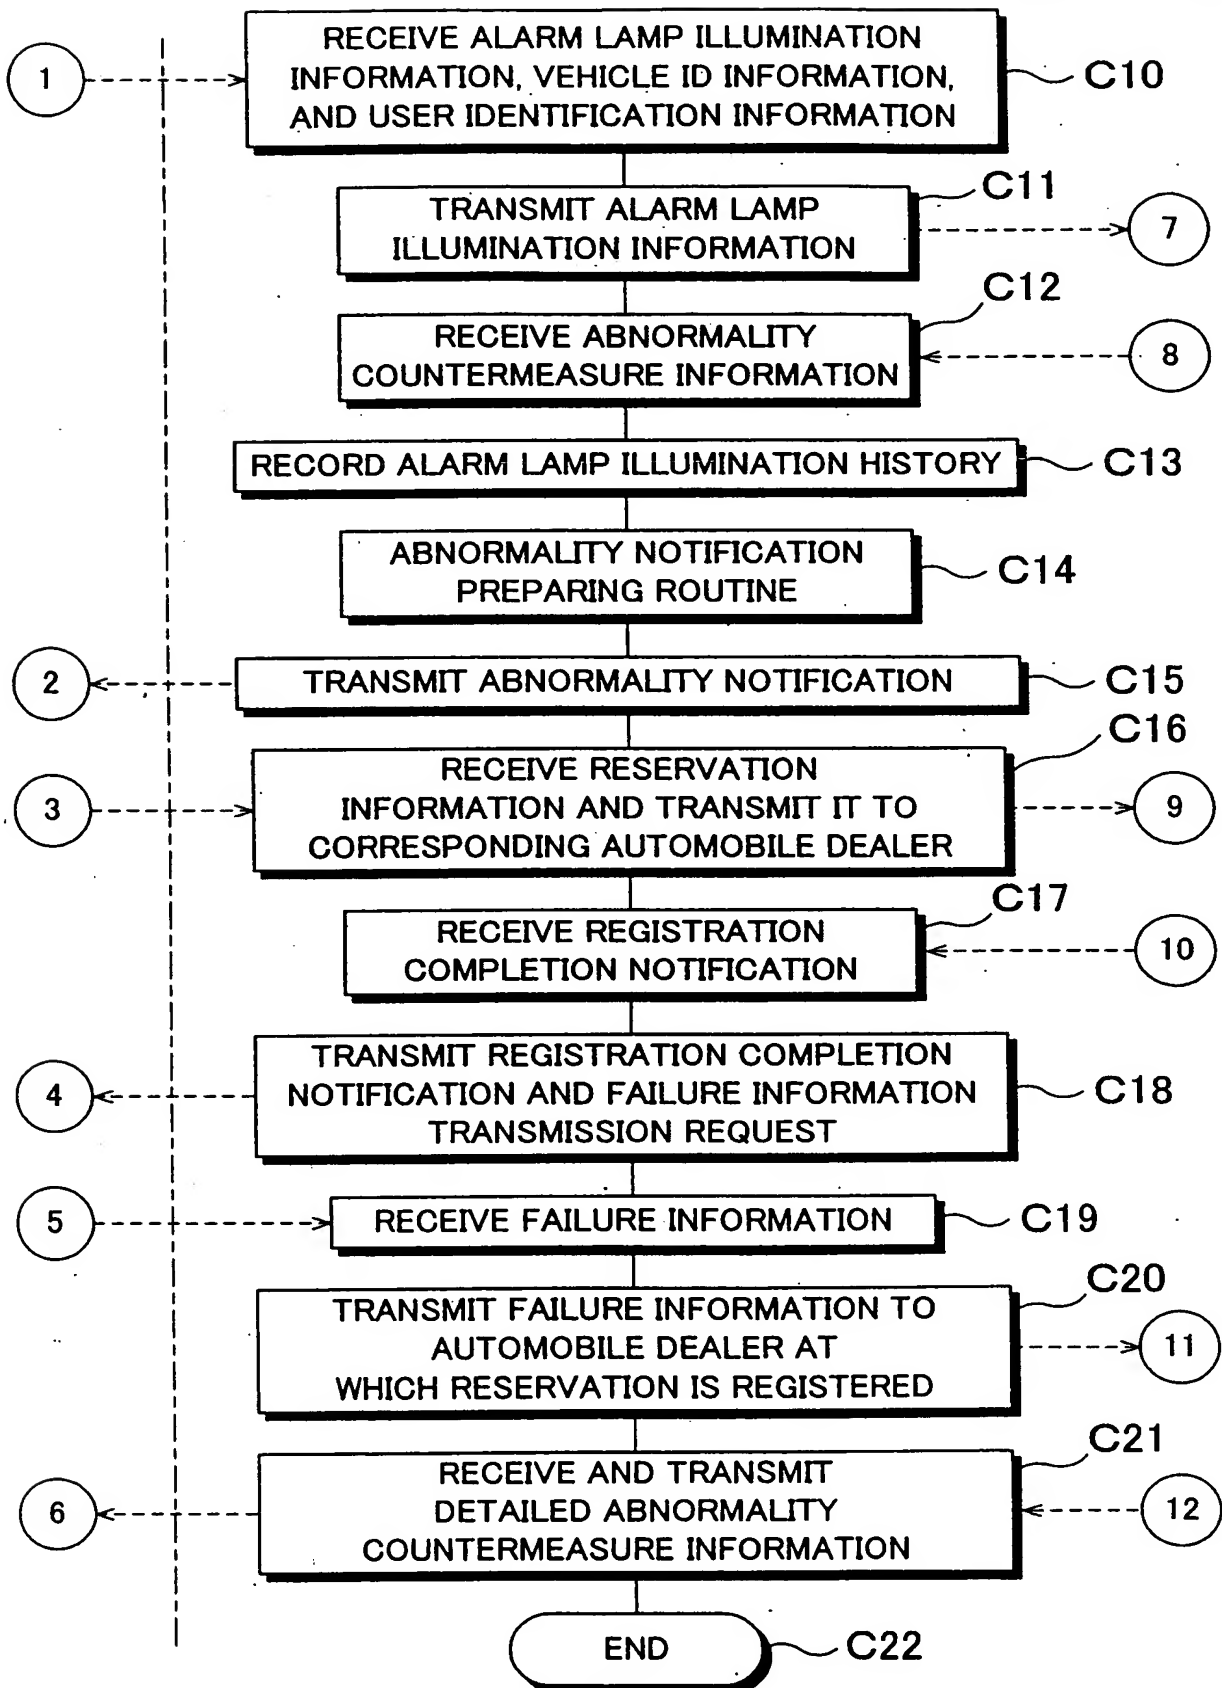 RECEIVE ALARM LAMP ILLUMINATION
INFORMATION, VEHICLE ID INFORMATION,
AND USER IDENTIFICATION INFORMATION
1
C10
TRANSMIT ALARM LAMP
ILLUMINATION INFORMATION
C11
7
RECEIVE ABNORMALITY
COUNTERMEASURE INFORMATION
C12
8
RECORD ALARM LAMP ILLUMINATION HISTORY
C13
ABNORMALITY NOTIFICATION
PREPARING ROUTINE
C14
2
TRANSMIT ABNORMALITY NOTIFICATION
C15
C16
3
RECEIVE RESERVATION
INFORMATION AND TRANSMIT IT TO
CORRESPONDING AUTOMOBILE DEALER
9
C17
RECEIVE REGISTRATION
COMPLETION NOTIFICATION
10
4
TRANSMIT REGISTRATION COMPLETION
NOTIFICATION AND FAILURE INFORMATION
TRANSMISSION REQUEST
C18
5
RECEIVE FAILURE INFORMATION
C19
C20
TRANSMIT FAILURE INFORMATION TO
AUTOMOBILE DEALER AT
WHICH RESERVATION IS REGISTERED
11
C21
6
RECEIVE AND TRANSMIT
DETAILED ABNORMALITY
COUNTERMEASURE INFORMATION
12
END
C22